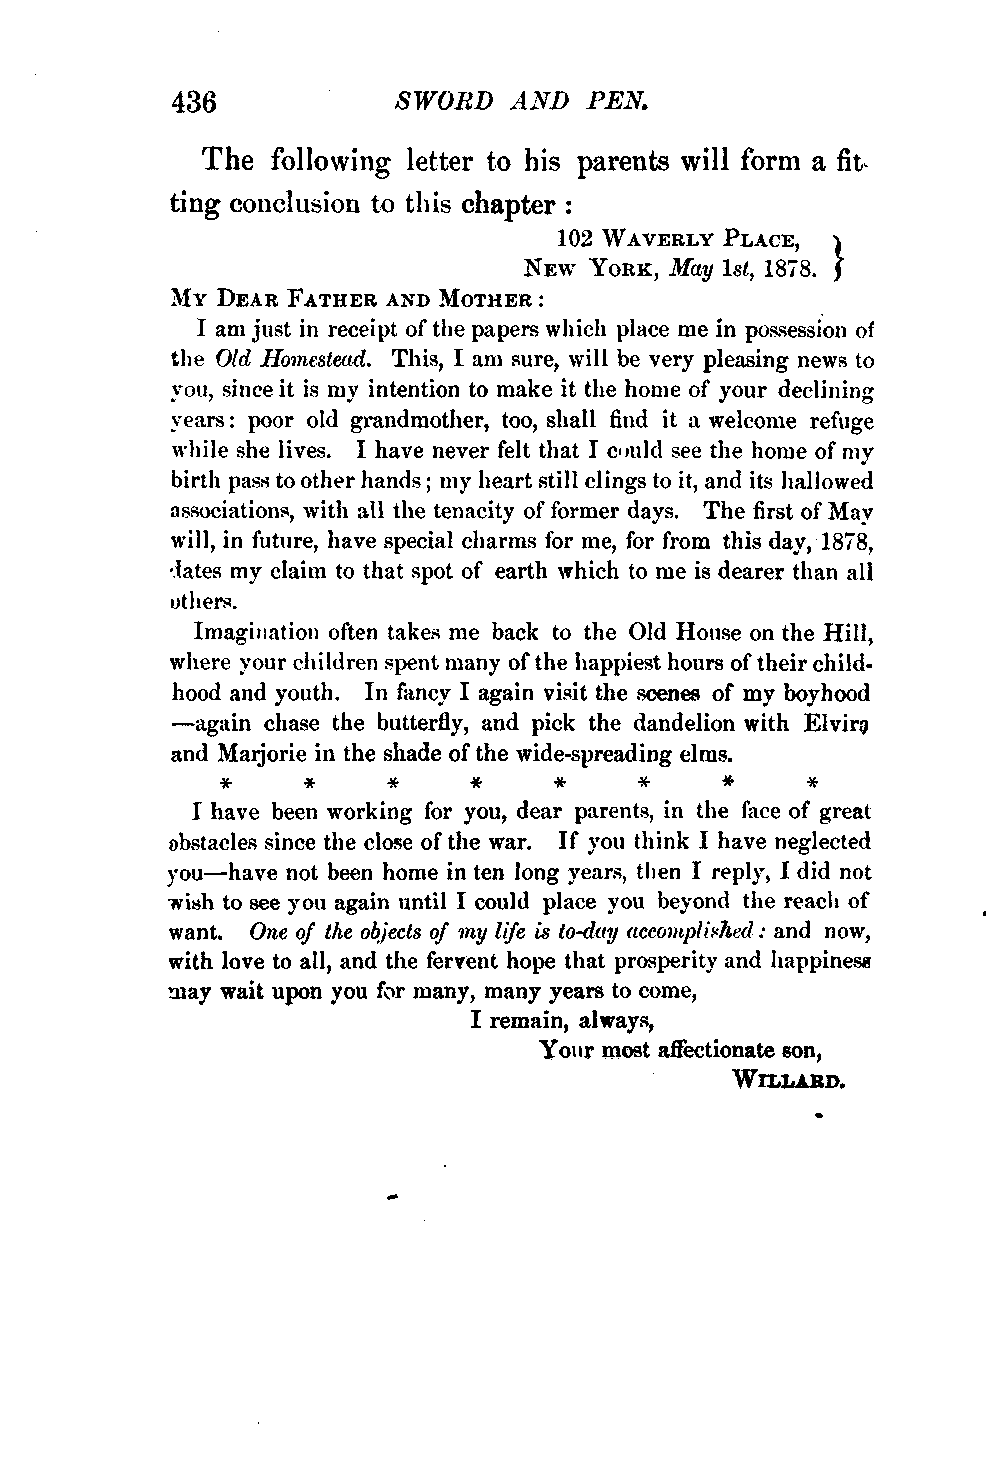 436 SWORD AND PEN.
The following letter to his parents will form a fit-
ting conclusion to this chapter :
102 WAVERLY PLACE, }
NEW YORK, May 1st, 1878. }
MY DEAR FATHER AND MOTHER :
I am just in receipt of the papers which place me in possession of
the Old Homestead. This, I am sure, will be very pleasing news to
you, since it is my intention to make it the home of your declining
years: poor old grandmother, too, shall find it a welcome refuge
while she lives. I have never felt that I could see the home of my
birth pass to other hands ; my heart still clings to it, and its hallowed
associations, with all the tenacity of former days. The first of May
will, in future, have special charms for me, for from this day, 1878,
dates my claim to that spot of earth which to me is dearer than all
others.
Imagination often takes me back to the Old House on the Hill,
where your children spent many of the happiest hours of their child-
hood and youth. In fancy I again visit the scenes of my boyhood
—again chase the butterfly, and pick the dandelion with Elvira
and Marjorie in the shade of the wide-spreading elms.
* * * * * * * *
I have been working for you, dear parents, in the face of great
obstacles since the close of the war. If you think I have neglected
you—have not been home in ten long years, then I reply, I did not
wish to see you again until I could place you beyond the reach of
want. One of the objects of my life is to-day accomplished : and now,
with love to all, and the fervent hope that prosperity and happiness
may wait upon you for many, many years to come,
I remain, always,
Your most affectionate son,
WILLARD.